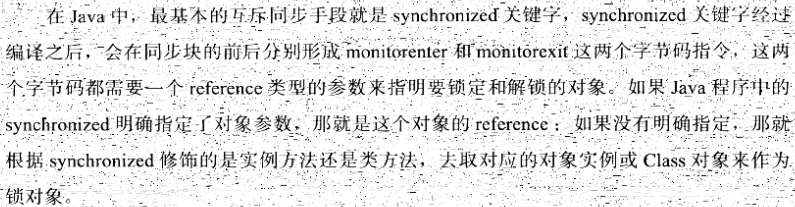 在 Java 中，最基本的互斥同步手段就是 synchronized 关键字，synchronized 关键字经过
编译之后，会在同步块的前后分别形成 monitorenter 和 monitorexit 这两个字节码指令，这两
个字节码都需要一个 reference 类型的参数来指明要锁定和解锁的对象。如果 Java 程序中的
synchronized 明确指定了对象参数，那就是这个对象的 reference；如果没有明确指定，那就
根据 synchronized 修饰的是实例方法还是类方法，去取对应的对象实例或 Class 对象来作为
锁对象。